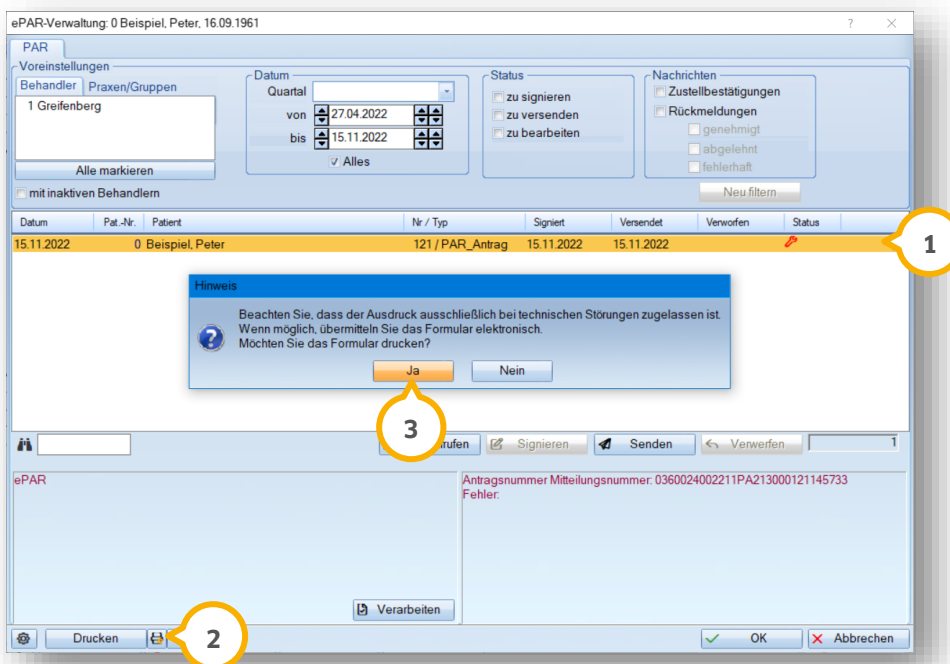 ePAR-Verwaltung: 0 Beispiel, Peter, 16.09.1961
?
PAR
Voreinstellungen
Behandler Praxen/Gruppen
1 Greifenberg
Alle markieren
mit inaktiven Behandlern
Datum
Quartal
von 27.04.2022
bis 15.11.2022
Alles
Status
zu signieren
zu versenden
zu bearbeiten
Nachrichten
Zustellbestätigungen
Rückmeldungen
genehmigt
abgelehnt
fehlerhaft
Neu filtern
Datum Pat.-Nr. Patient Nr / Typ Signiert Versendet Verworfen Status
15.11.2022 0 Beispiel, Peter 121 / PAR_Antrag 15.11.2022 15.11.2022
1
Hinweis
Beachten Sie, dass der Ausdruck ausschließlich bei technischen Störungen zugelassen ist.
Wenn möglich, übermitteln Sie das Formular elektronisch.
Möchten Sie das Formular drucken?
Ja Nein
3
rufen Signieren Senden Verwerfen 1
ePAR
Antragsnummer Mitteilungsnummer: 0360024002211PA213000121145733
Fehler:
Verarbeiten
Drucken 2 OK Abbrechen